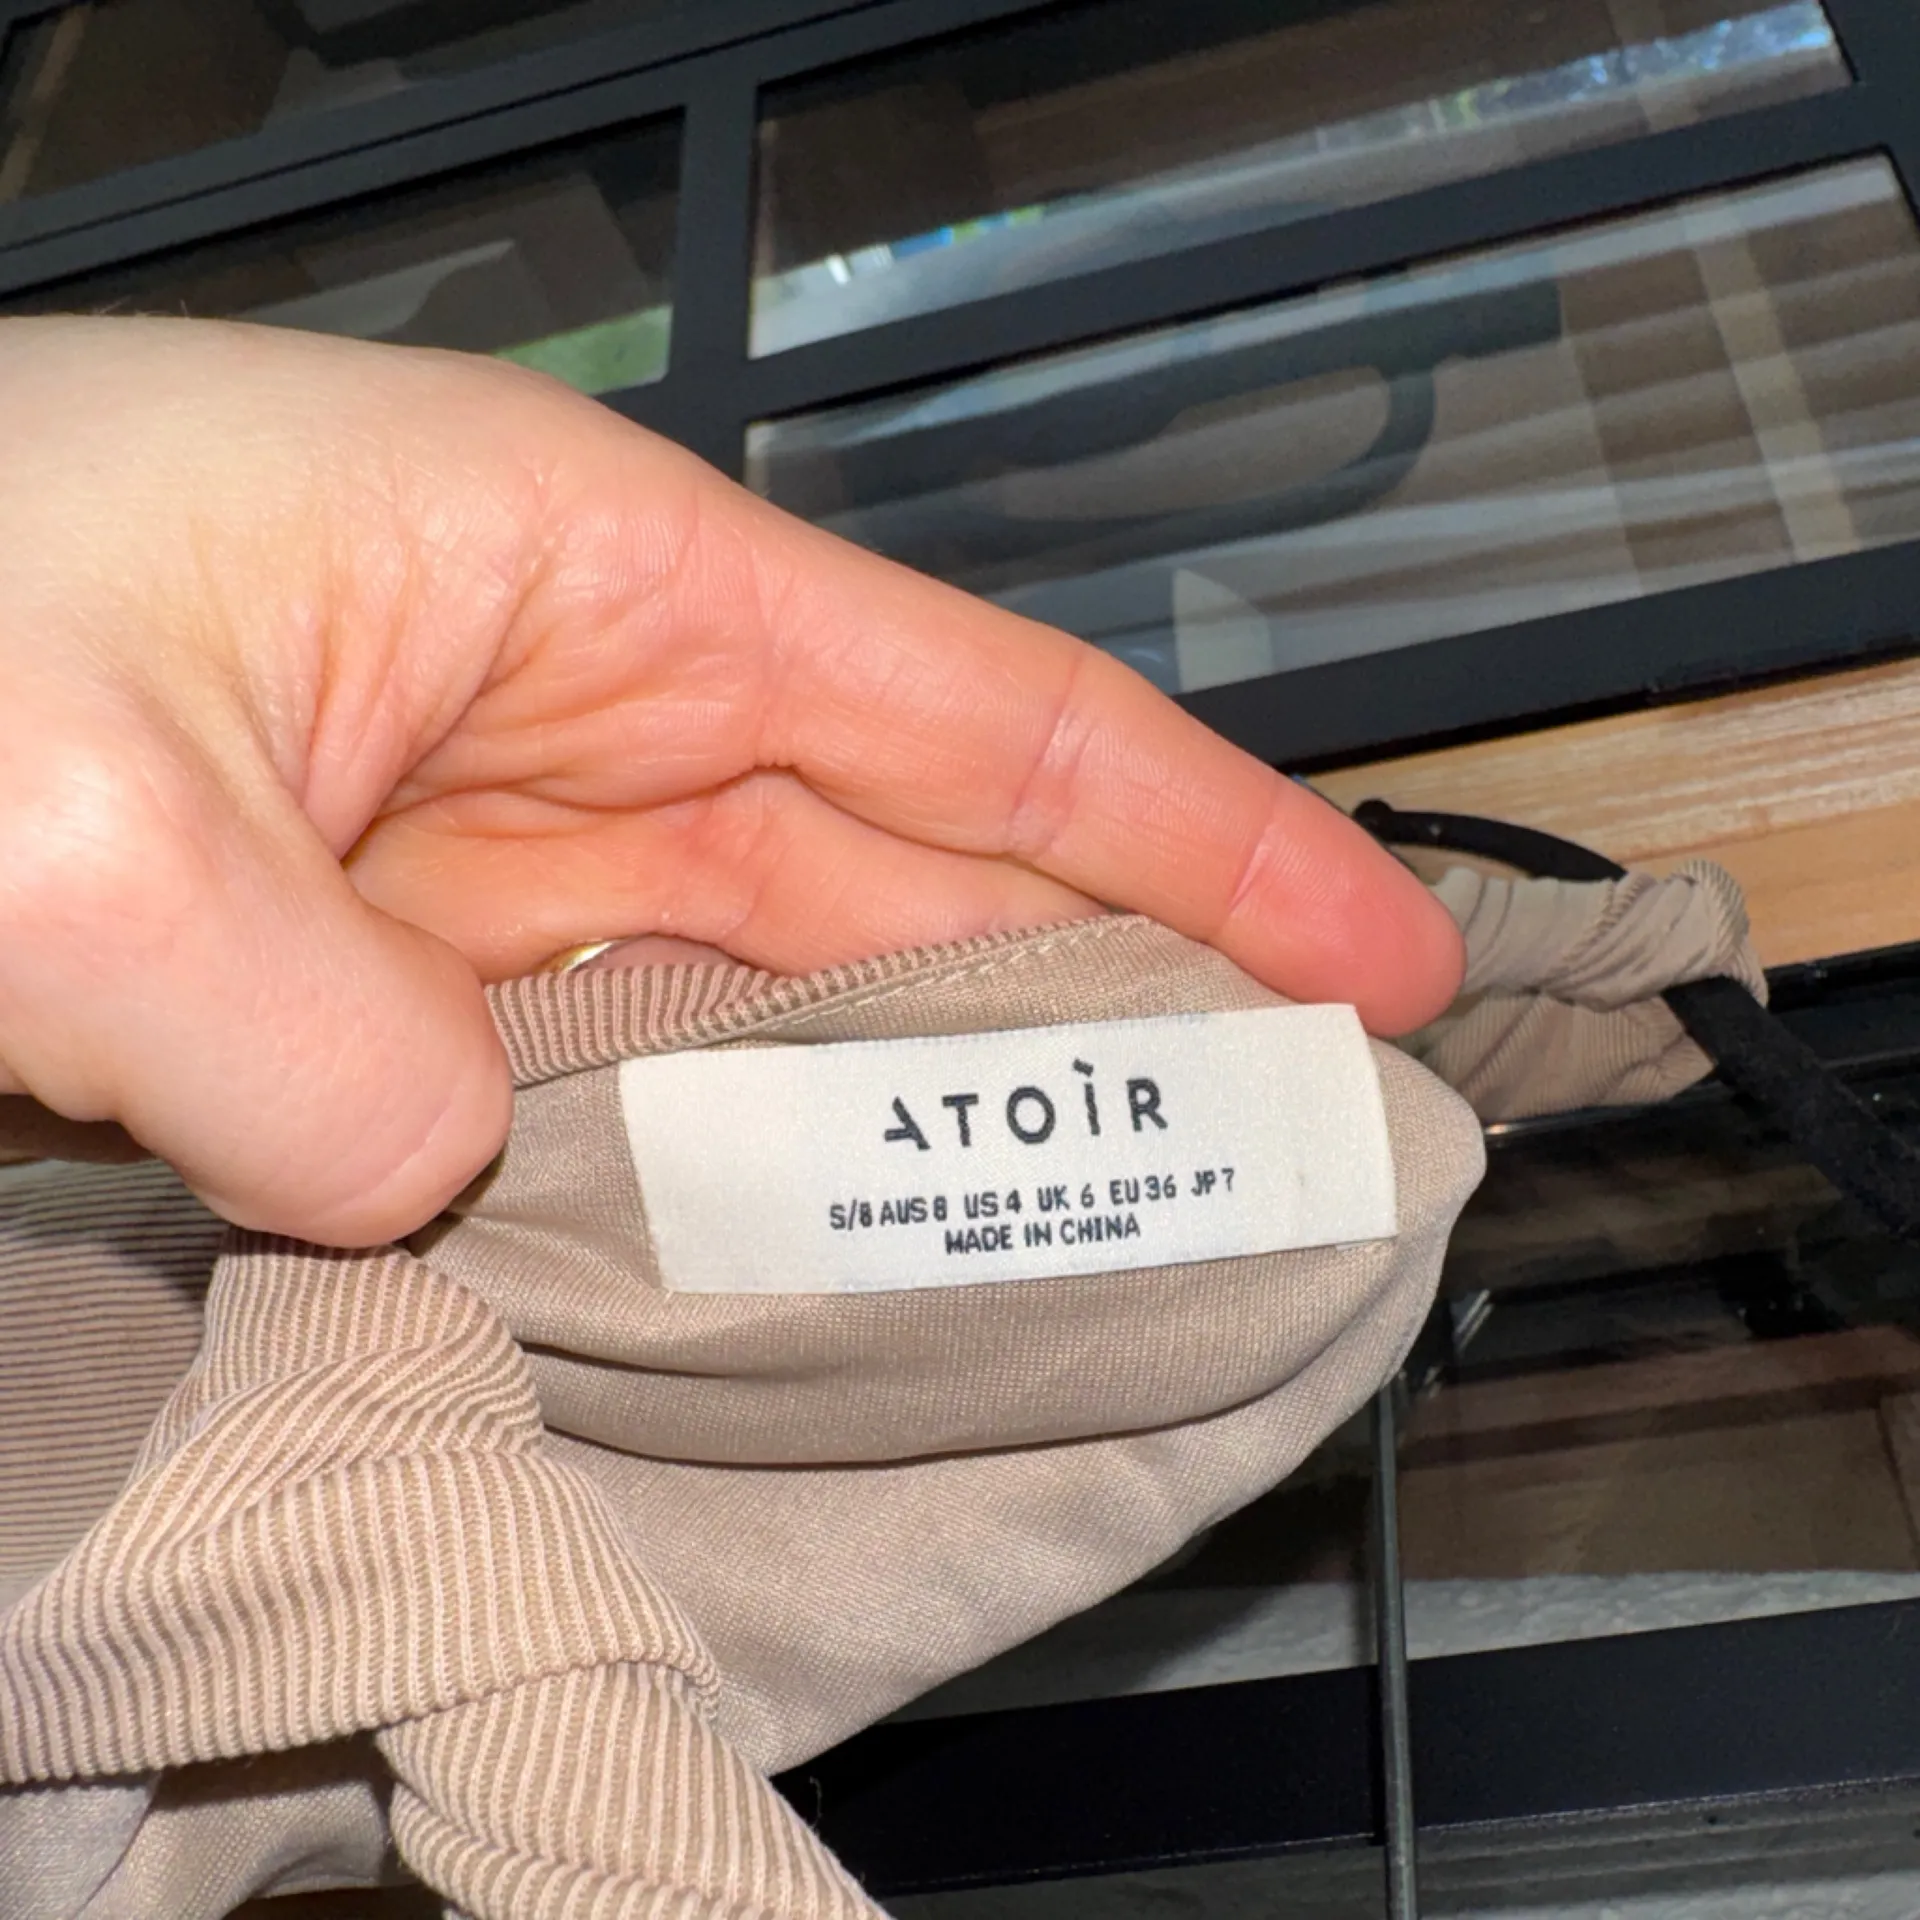 ATOÌR
S/8 AUS 8 US 4 UK 6 EU 36 JP 7
MADE IN CHINA